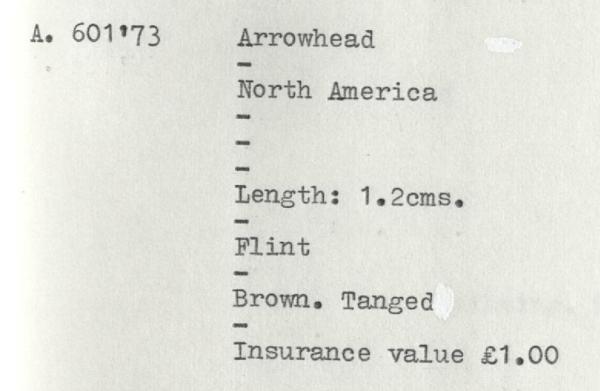 A. 601'73 Arrowhead
-
North America
-
-
-
Length: 1.2cms.
-
Flint
-
Brown. Tanged
-
Insurance value £1.00